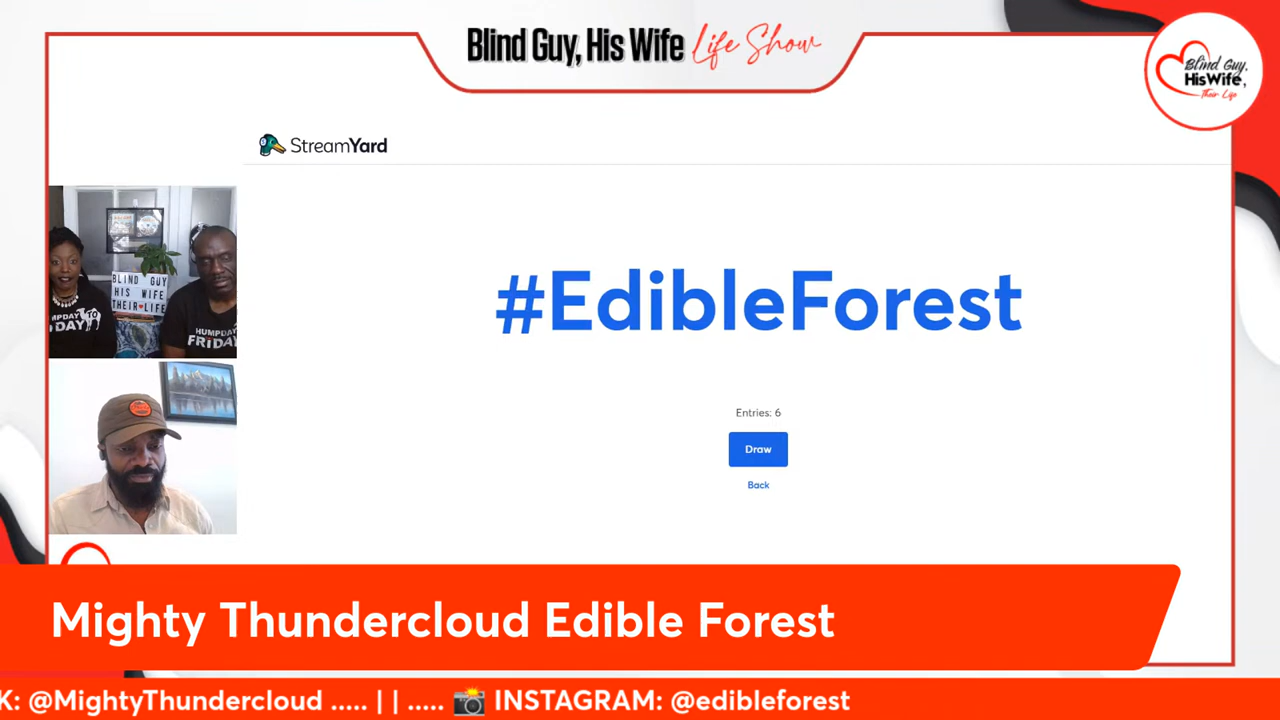 Blind Guy, His Wife Life Show
Blind Guy,
His Wife,
Their Life
StreamYard
BLIND GUY
HIS WIFE
THEIR LIFE
HUMPDAY
FRIDAY
#EdibleForest
Entries: 6
Draw
Back
Mighty Thundercloud Edible Forest
K: @MightyThundercloud ..... | | ..... 📸 INSTAGRAM: @edibleforest